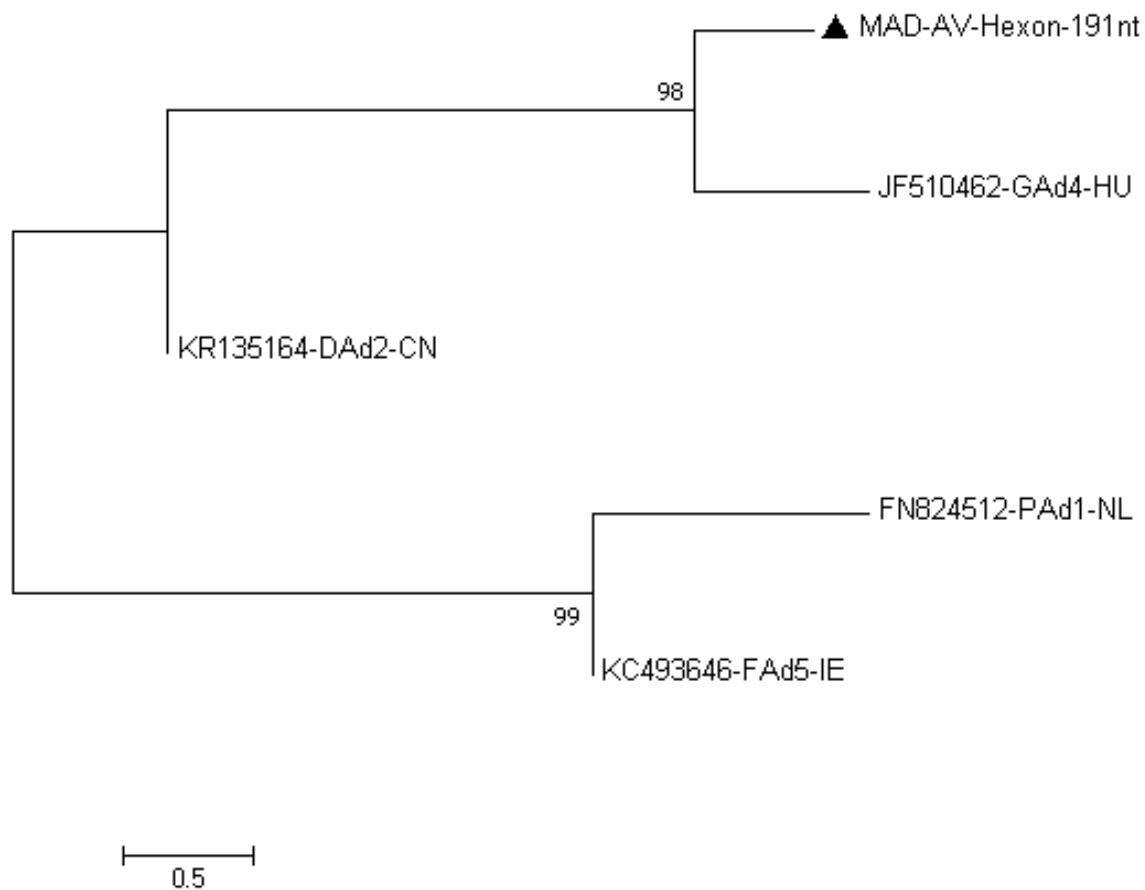 MAD-AV-Hexon-191nt
98
JF510462-GAd4-HU
KR135164-DAd2-CN
FN824512-PAd1-NL
99
KC493646-FAd5-IE
0.5